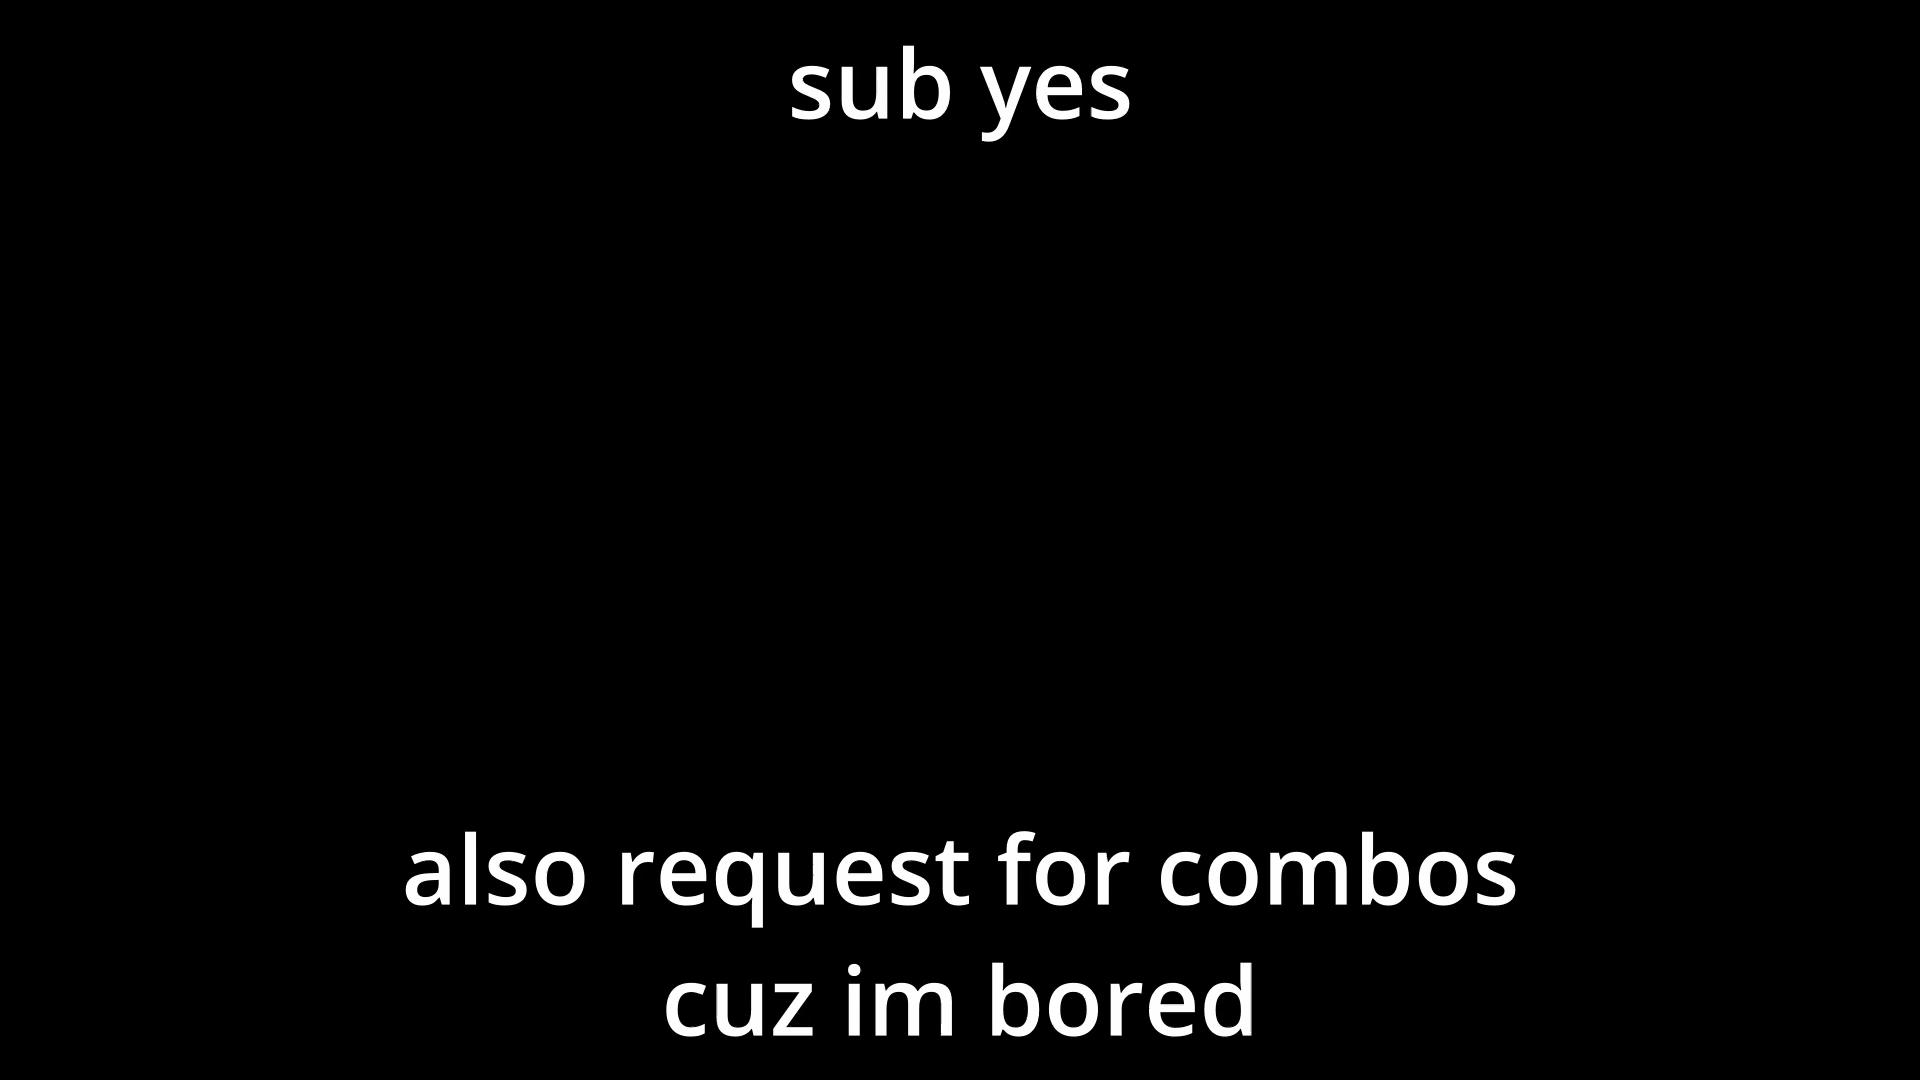 sub yes
also request for combos
cuz im bored